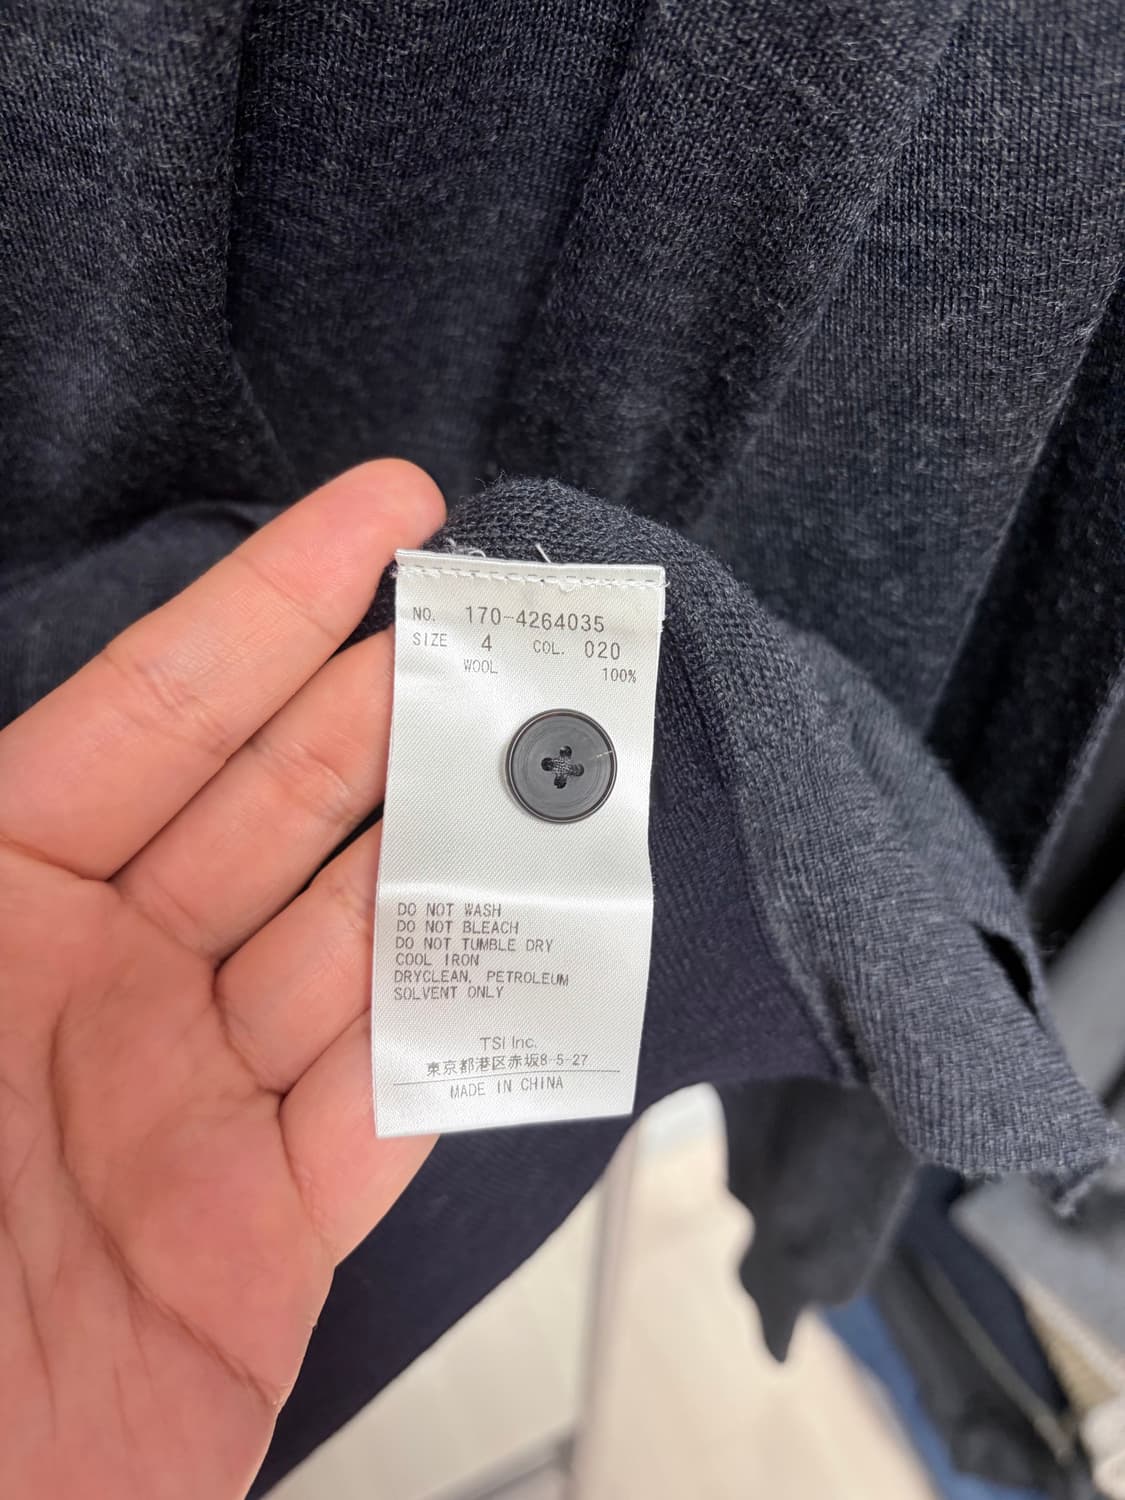 NO. 170-4264035
SIZE 4 COL. 020
WOOL 100%
DO NOT WASH
DO NOT BLEACH
DO NOT TUMBLE DRY
COOL IRON
DRYCLEAN, PETROLEUM
SOLVENT ONLY
TSI Inc.
東京都港区赤坂8-5-27
MADE IN CHINA